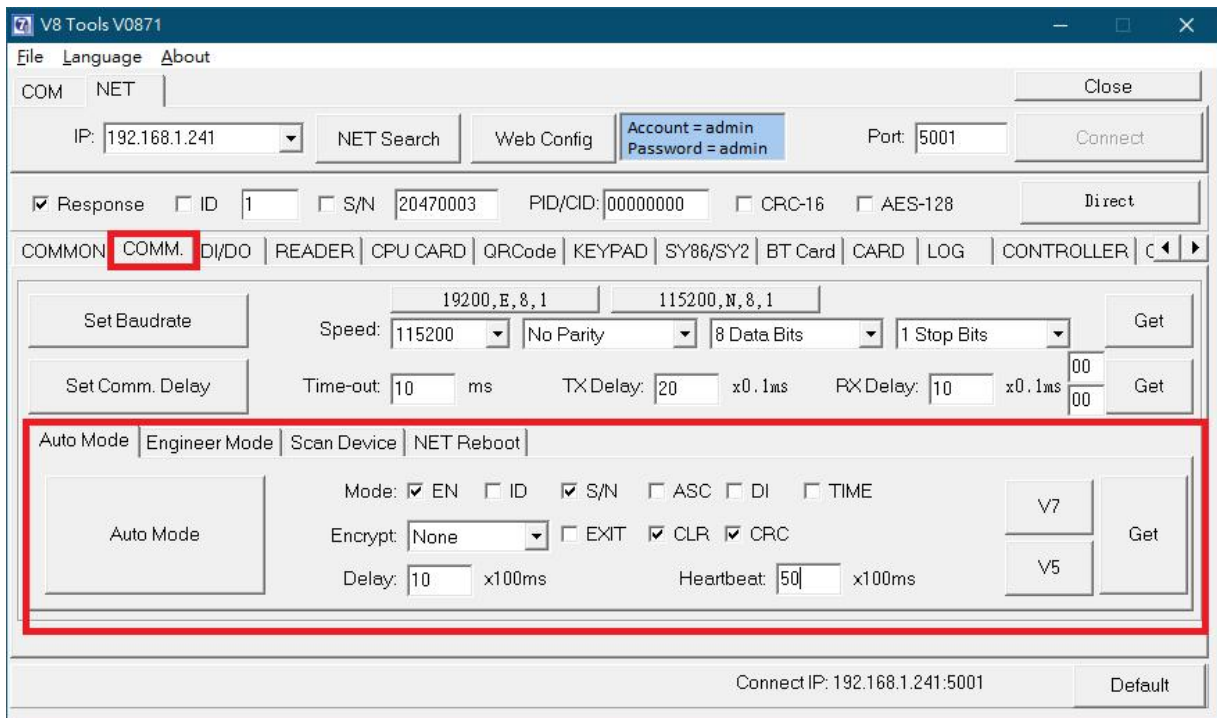 V8 Tools V0871
File Language About
COM NET Close
IP: 192.168.1.241 NET Search Web Config Account = admin Password = admin Port: 5001 Connect
Response ID 1 S/N 20470003 PID/CID: 00000000 CRC-16 AES-128 Direct
COMMON COMM. DI/DO READER CPU CARD QRCode KEYPAD SY86/SY2 BT Card CARD LOG CONTROLLER
19200,E,8,1 115200,N,8,1
Set Baudrate Speed: 115200 No Parity 8 Data Bits 1 Stop Bits Get
Set Comm. Delay Time-out: 10 ms TX Delay: 20 x0.1ms RX Delay: 10 x0.1ms 00 00 Get
Auto Mode Engineer Mode Scan Device NET Reboot
Mode: EN ID S/N ASC DI TIME V7
Auto Mode Encrypt: None EXIT CLR CRC Get
Delay: 10 x100ms Heartbeat: 50 x100ms V5
Connect IP: 192.168.1.241:5001 Default